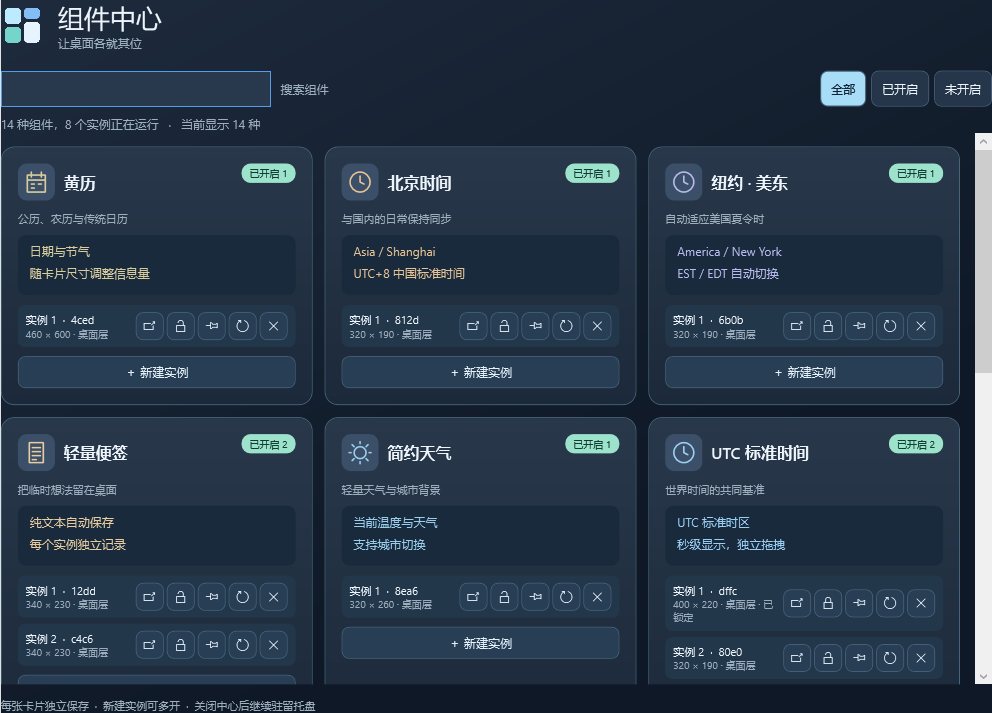 组件中心
让桌面各就其位
搜索组件
全部
已开启
未开启
14 种组件，8 个实例正在运行 · 当前显示 14 种
黄历
已开启 1
公历、农历与传统日历
日期与节气
随卡片尺寸调整信息量
实例 1 · 4ced
460 × 600 · 桌面层
+ 新建实例
北京时间
已开启 1
与国内的日常保持同步
Asia / Shanghai
UTC+8 中国标准时间
实例 1 · 812d
320 × 190 · 桌面层
+ 新建实例
纽约 · 美东
已开启 1
自动适应美国夏令时
America / New York
EST / EDT 自动切换
实例 1 · 6b0b
320 × 190 · 桌面层
+ 新建实例
轻量便签
已开启 2
把临时想法留在桌面
纯文本自动保存
每个实例独立记录
实例 1 · 12dd
340 × 230 · 桌面层
实例 2 · c4c6
340 × 230 · 桌面层
简约天气
已开启 1
轻量天气与城市背景
当前温度与天气
支持城市切换
实例 1 · 8ea6
320 × 260 · 桌面层
+ 新建实例
UTC 标准时间
已开启 2
世界时间的共同基准
UTC 标准时区
秒级显示，独立拖拽
实例 1 · dffc
400 × 220 · 桌面层 · 已
锁定
实例 2 · 80e0
320 × 190 · 桌面层
每张卡片独立保存 · 新建实例可多开 · 关闭中心后继续驻留托盘